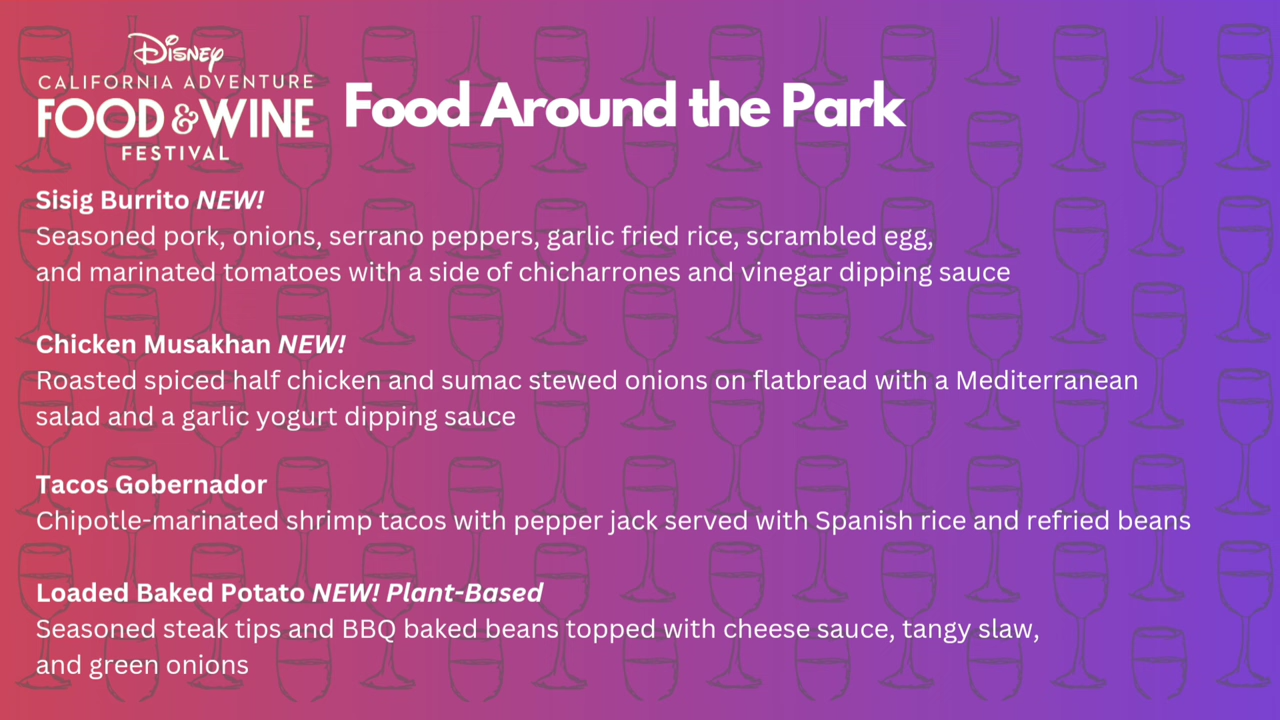 Disney
CALIFORNIA ADVENTURE
FOOD & WINE
FESTIVAL
Food Around the Park
Sisig Burrito NEW!
Seasoned pork, onions, serrano peppers, garlic fried rice, scrambled egg,
and marinated tomatoes with a side of chicharrones and vinegar dipping sauce
Chicken Musakhan NEW!
Roasted spiced half chicken and sumac stewed onions on flatbread with a Mediterranean
salad and a garlic yogurt dipping sauce
Tacos Gobernador
Chipotle-marinated shrimp tacos with pepper jack served with Spanish rice and refried beans
Loaded Baked Potato NEW! Plant-Based
Seasoned steak tips and BBQ baked beans topped with cheese sauce, tangy slaw,
and green onions